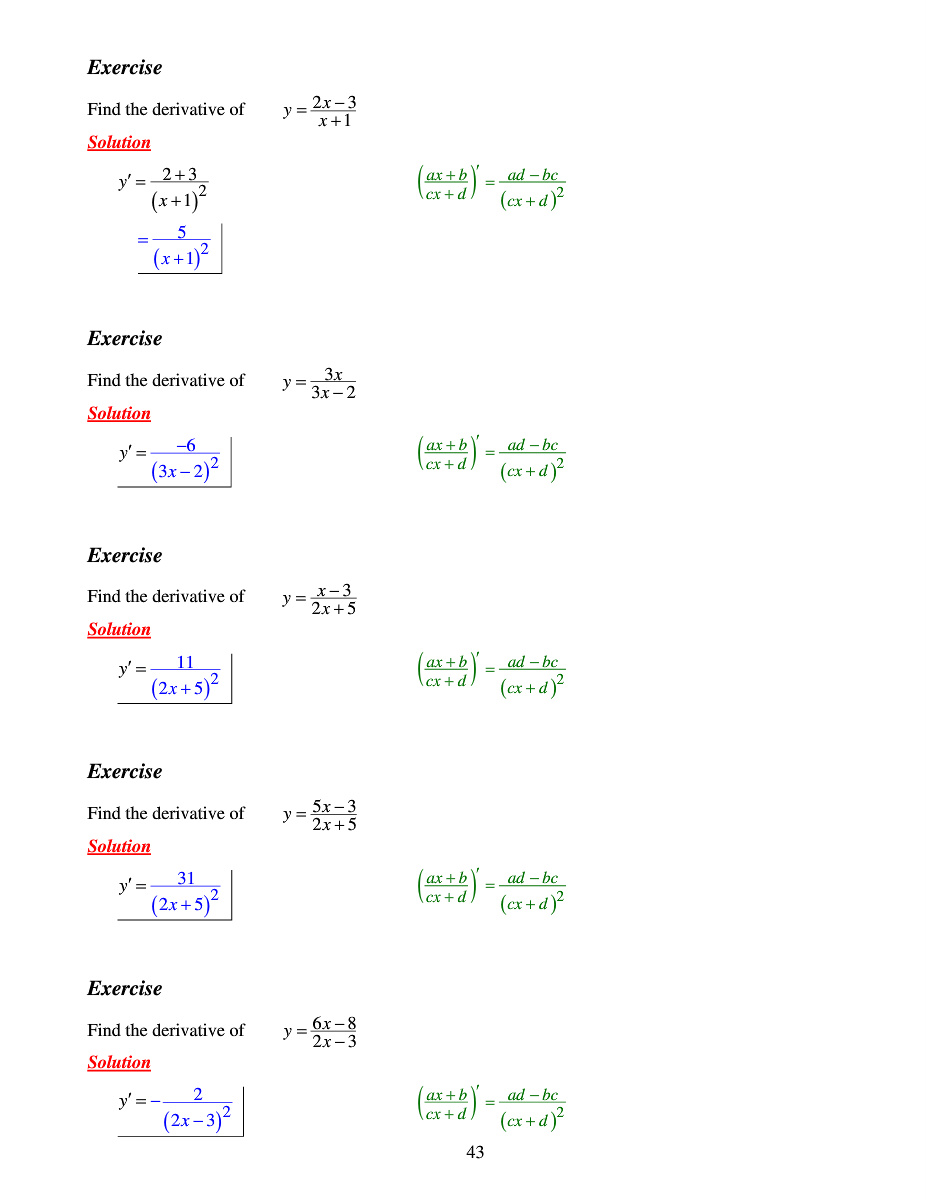 Exercise
Find the derivative of y = \frac{2x-3}{x+1}
Solution
y' = \frac{2+3}{(x+1)^2} \left(\frac{ax+b}{cx+d}\right)' = \frac{ad-bc}{(cx+d)^2}
= \frac{5}{(x+1)^2}
Exercise
Find the derivative of y = \frac{3x}{3x-2}
Solution
y' = \frac{-6}{(3x-2)^2} \left(\frac{ax+b}{cx+d}\right)' = \frac{ad-bc}{(cx+d)^2}
Exercise
Find the derivative of y = \frac{x-3}{2x+5}
Solution
y' = \frac{11}{(2x+5)^2} \left(\frac{ax+b}{cx+d}\right)' = \frac{ad-bc}{(cx+d)^2}
Exercise
Find the derivative of y = \frac{5x-3}{2x+5}
Solution
y' = \frac{31}{(2x+5)^2} \left(\frac{ax+b}{cx+d}\right)' = \frac{ad-bc}{(cx+d)^2}
Exercise
Find the derivative of y = \frac{6x-8}{2x-3}
Solution
y' = -\frac{2}{(2x-3)^2} \left(\frac{ax+b}{cx+d}\right)' = \frac{ad-bc}{(cx+d)^2}
43